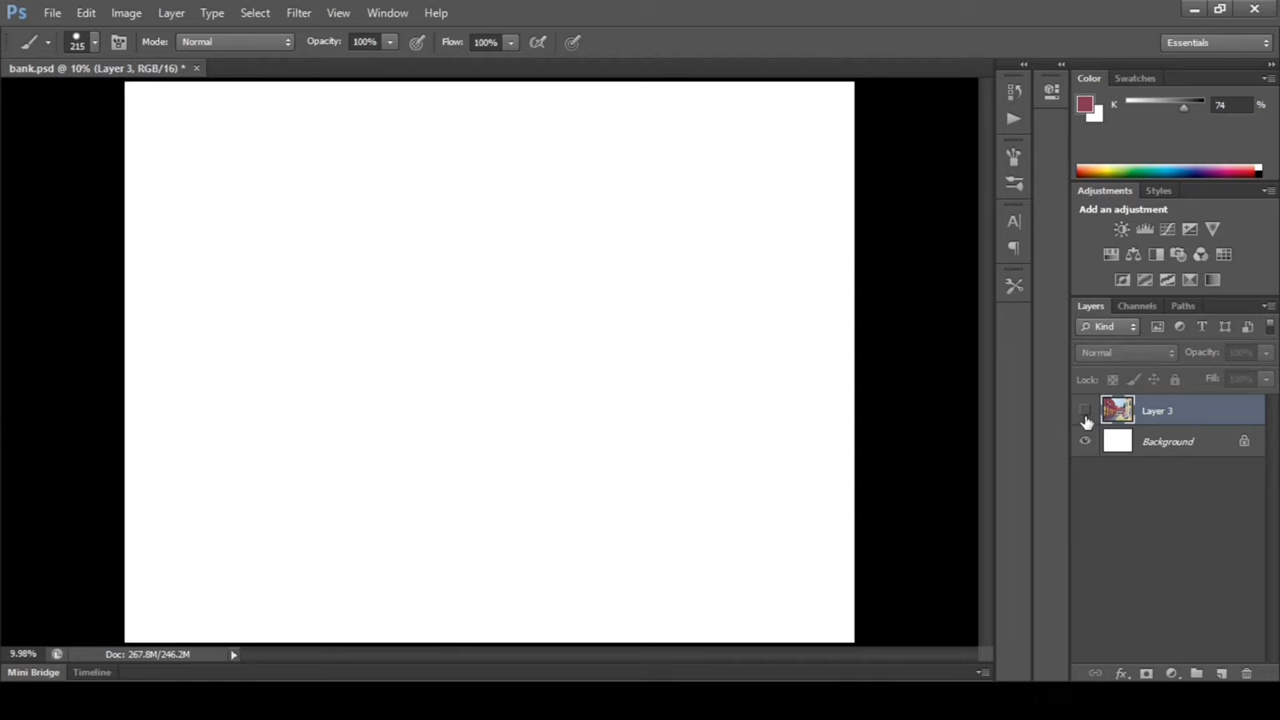 Ps File Edit Image Layer Type Select Filter View Window Help
215 Mode: Normal Opacity: 100% Flow: 100% Essentials
bank.psd @ 10% (Layer 3, RGB/16) * ×
Color Swatches
K 74 %
Adjustments Styles
Add an adjustment
Layers Channels Paths
Kind
Normal Opacity: 100%
Lock: Fill: 100%
Layer 3
Background
9.98% Doc: 267.8M/246.2M
fx
Mini Bridge Timeline